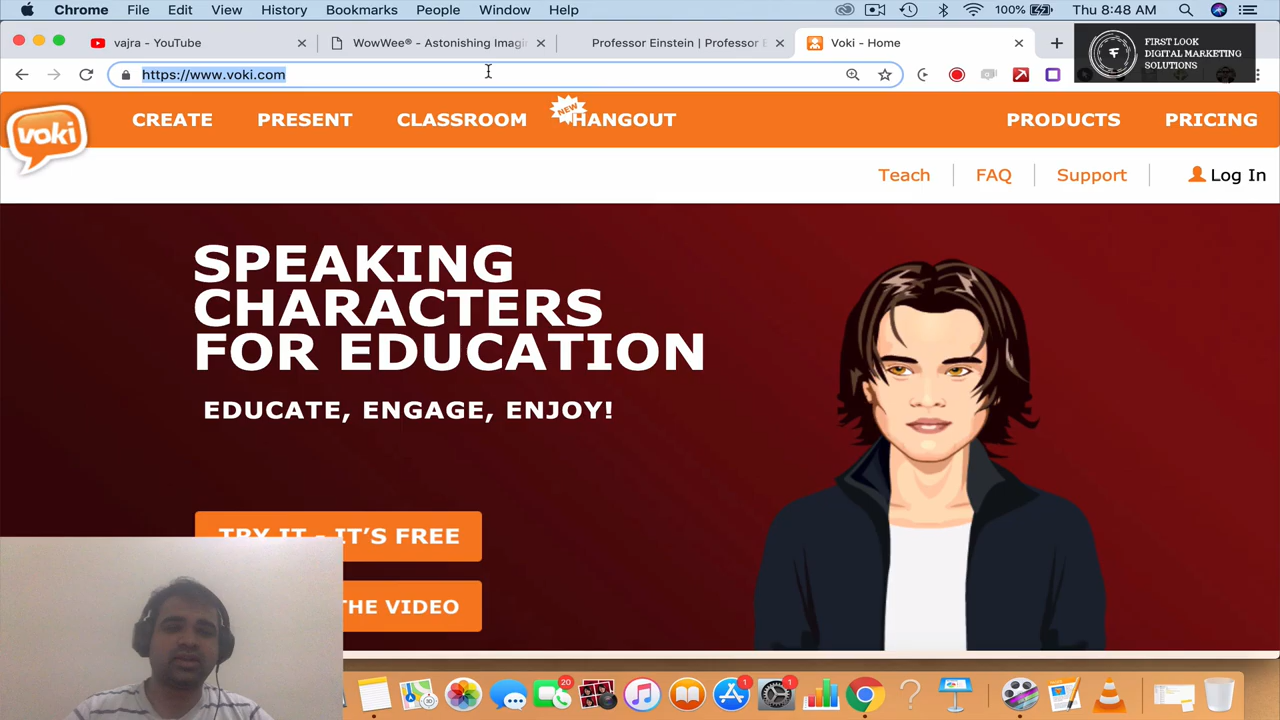 Chrome File Edit View History Bookmarks People Window Help 100% Thu 8:48 AM
vajra - YouTube
WowWee® - Astonishing Imagi
Professor Einstein | Professor E
Voki - Home
https://www.voki.com
FIRST LOOK
DIGITAL MARKETING
SOLUTIONS
voki
CREATE PRESENT CLASSROOM NEW HANGOUT PRODUCTS PRICING
Teach FAQ Support Log In
SPEAKING
CHARACTERS
FOR EDUCATION
EDUCATE, ENGAGE, ENJOY!
TRY IT - IT'S FREE
THE VIDEO
20
1
1